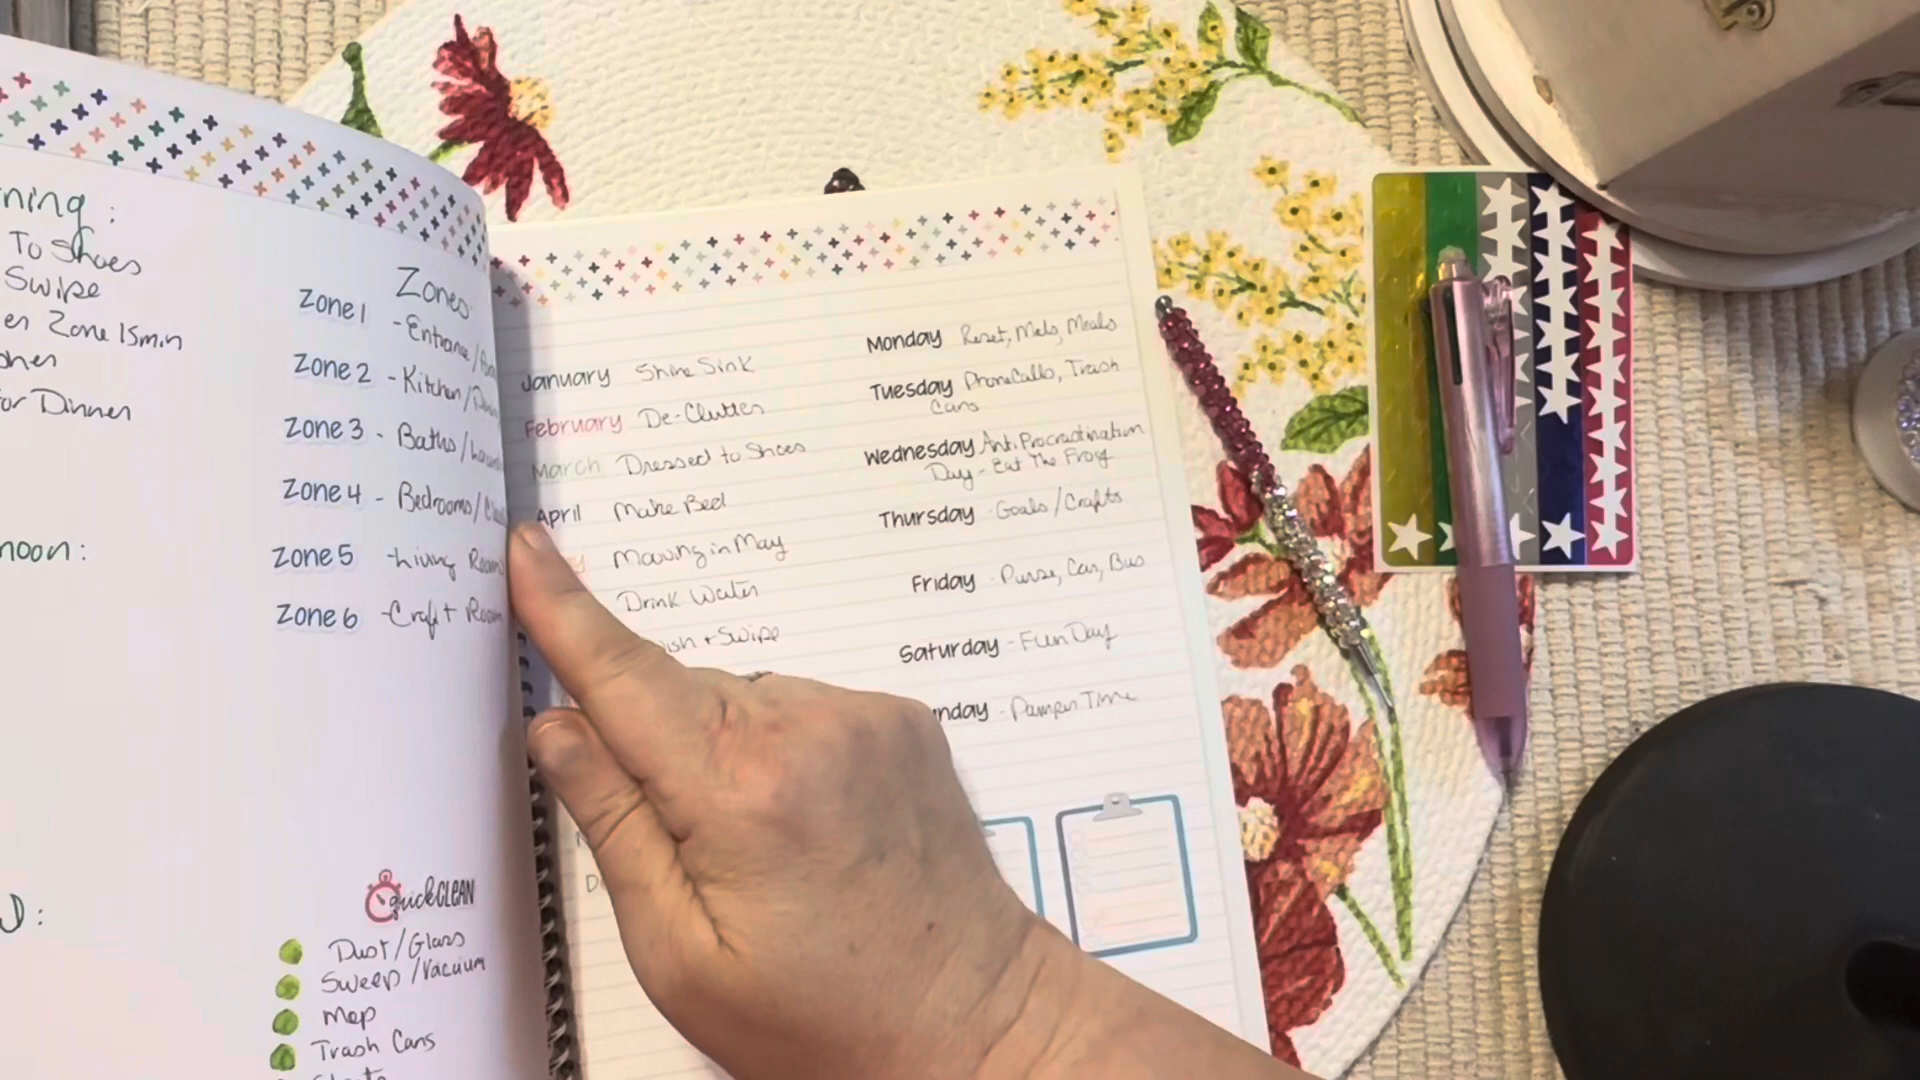 ning :
To Shoes
Swipe
er Zone 15min
or Dinner
noon:
Zones
Zone 1 - Entrance/
Zone 2 - Kitchen/
Zone 3 - Baths/
Zone 4 - Bedrooms/
Zone 5 - Living Room
Zone 6 - Craft Room
QuickCLEAN
Dust/Glass
Sweep/Vacuum
Mop
Trash Cans
January Shine Sink
February De-Clutter
March Dressed to Shoes
April Make Bed
Moving in May
Drink Water
ish + Swipe
Monday Reset, Meals
Tuesday Phone Calls, Trash
Cans
Wednesday Anti Procrastination
Day - Eat The Frog
Thursday - Goals/Crafts
Friday - Purse, Car, Bus
Saturday - Fun Day
nday - Pamper Time